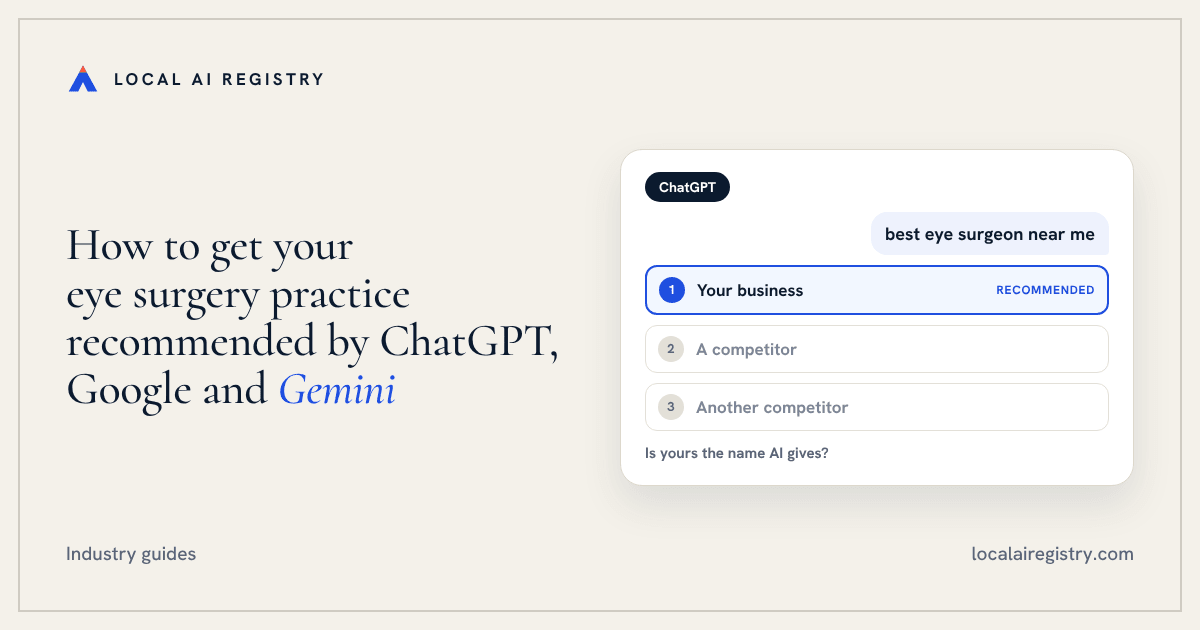 LOCAL AI REGISTRY
How to get your
eye surgery practice
recommended by ChatGPT,
Google and Gemini
ChatGPT
best eye surgeon near me
1 Your business RECOMMENDED
2 A competitor
3 Another competitor
Is yours the name AI gives?
Industry guides
localairegistry.com